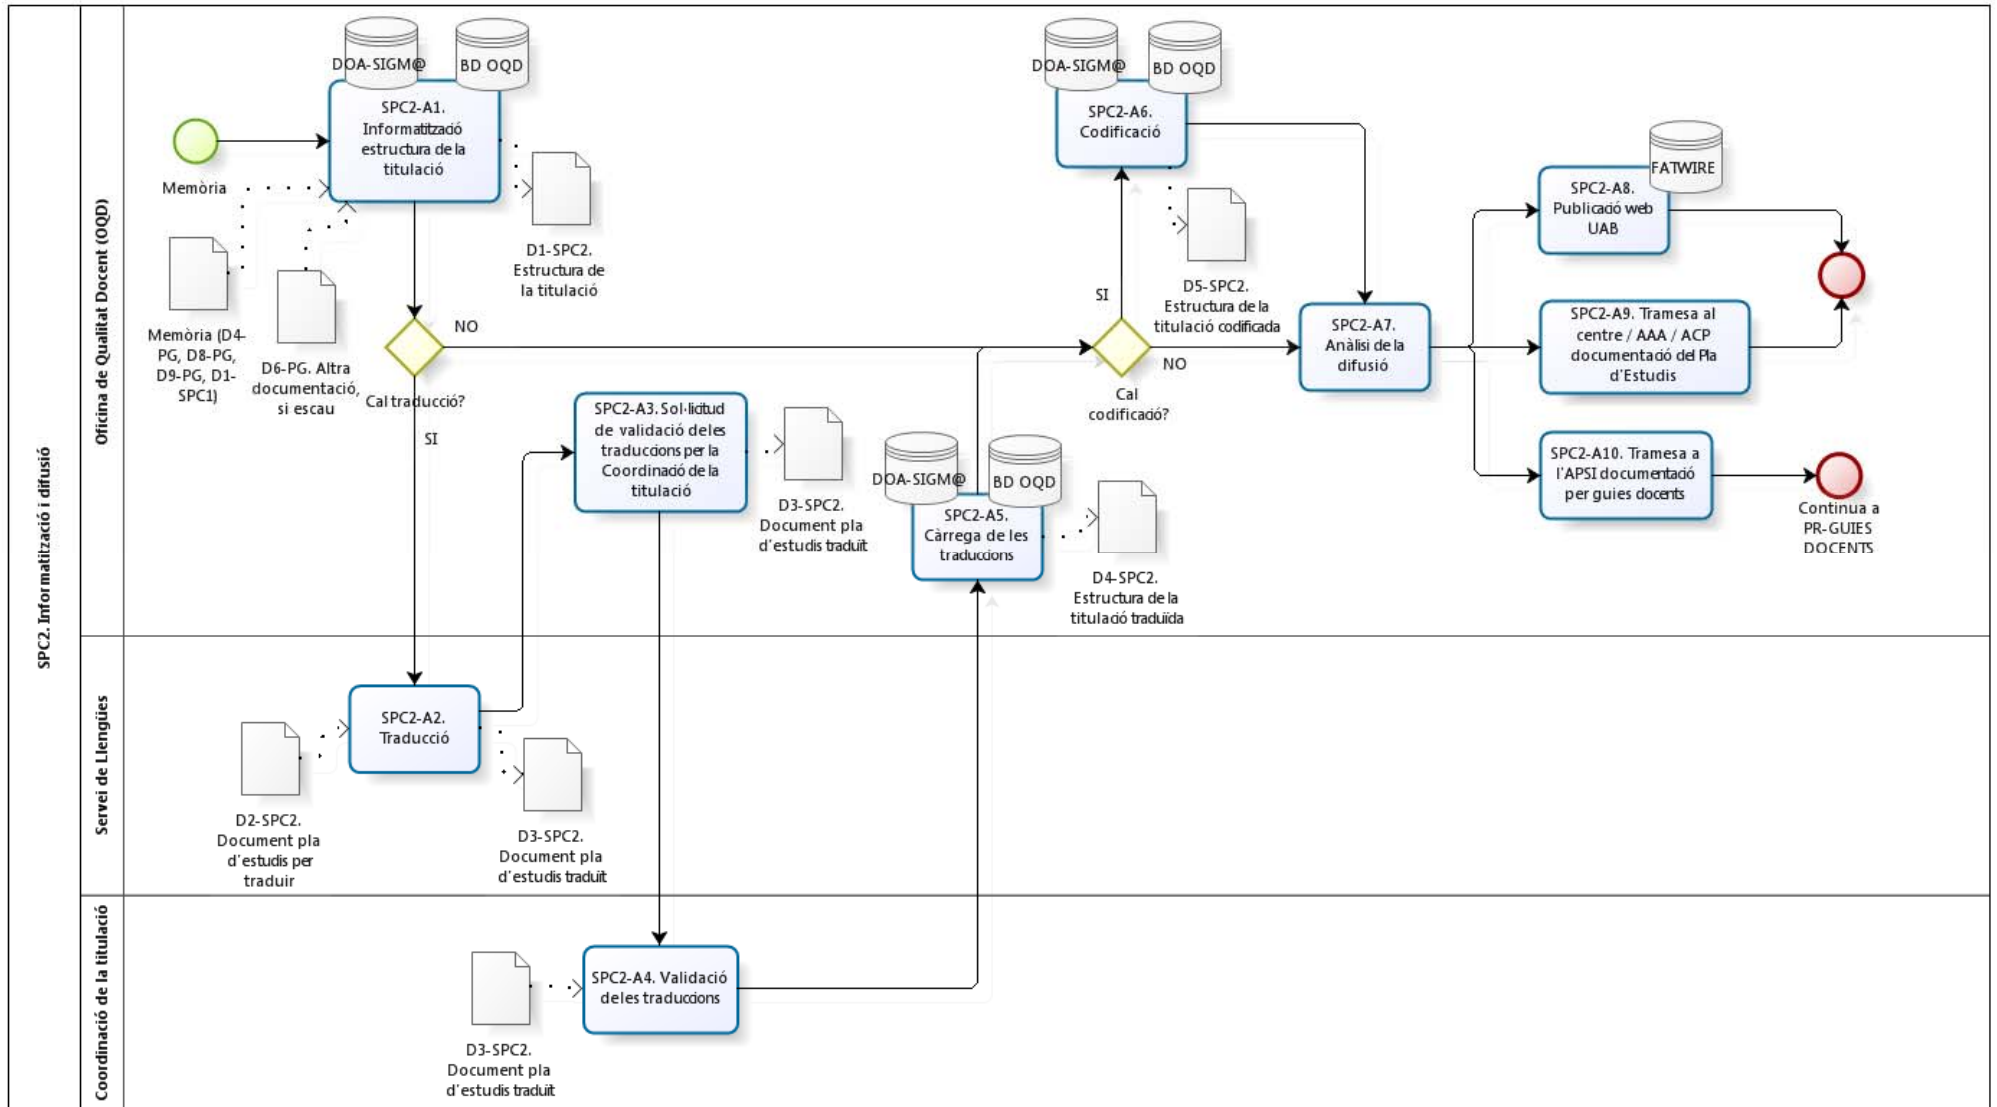 SPC2. Informatització i difusió
Oficina de Qualitat Docent (OQD)
DOA-SIGM@
BD OQD
SPC2-A1.
Informatització
estructura de la
titulació
Memòria
Memòria (D4-
PG, D8-PG,
D9-PG, D1-
SPC1)
D6-PG. Altra
documentació,
si escau
D1-SPC2.
Estructura de
la titulació
Cal traducció?
NO
SI
SPC2-A3. Sol·licitud
de validació de les
traduccions per la
Coordinació de la
titulació
D3-SPC2.
Document pla
d'estudis traduït
DOA-SIGM@
BD OQD
SPC2-A5.
Càrrega de les
traduccions
D4-SPC2.
Estructura de la
titulació traduïda
DOA-SIGM@
BD OQD
SPC2-A6.
Codificació
D5-SPC2.
Estructura de la
titulació codificada
SI
NO
Cal
codificació?
SPC2-A7.
Anàlisi de la
difusió
FATWIRE
SPC2-A8.
Publicació web
UAB
SPC2-A9. Tramesa al
centre / AAA / ACP
documentació del Pla
d'Estudis
SPC2-A10. Tramesa a
l'APSI documentació
per guies docents
Continua a
PR-GUIES
DOCENTS
Servei de Llengües
SPC2-A2.
Traducció
D2-SPC2.
Document pla
d'estudis per
traduir
D3-SPC2.
Document pla
d'estudis traduït
Coordinació de la titulació
SPC2-A4. Validació
de les traduccions
D3-SPC2.
Document pla
d'estudis traduït